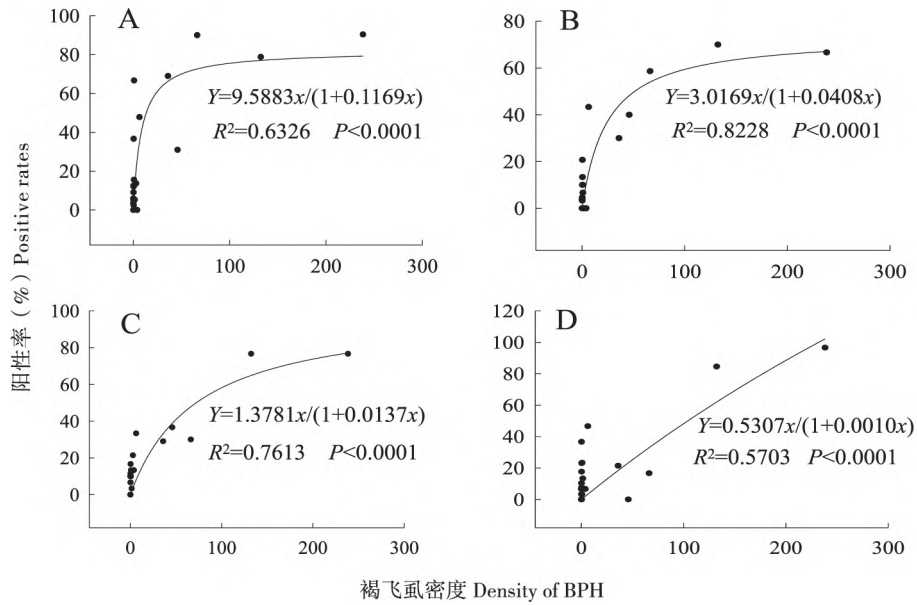 阳性率（%）Positive rates
A
100
80
60
40
20
0
0 100 200 300
Y=9.5883x/(1+0.1169x)
R²=0.6326 P<0.0001
B
80
60
40
20
0
0 100 200 300
Y=3.0169x/(1+0.0408x)
R²=0.8228 P<0.0001
C
100
80
60
40
20
0
0 100 200 300
Y=1.3781x/(1+0.0137x)
R²=0.7613 P<0.0001
D
120
100
80
60
40
20
0
0 100 200 300
Y=0.5307x/(1+0.0010x)
R²=0.5703 P<0.0001
褐飞虱密度 Density of BPH